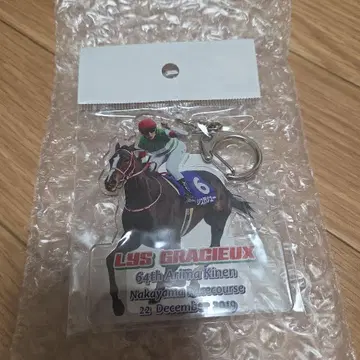 6
LYS GRACIEUX
64th Arima Kinen
Nakayama Racecourse
22, December 2019